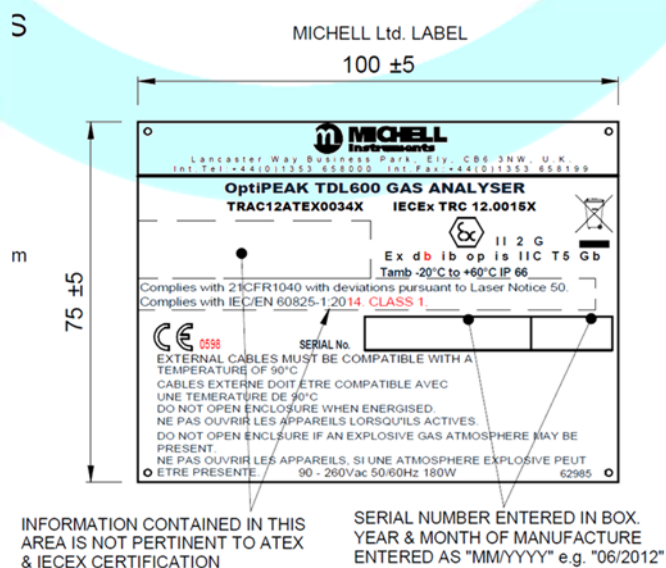 S
MICHELL Ltd. LABEL
100 ±5
m MICHELL
Instruments
Lancaster Way Business Park, Ely, CB6 3NW, U.K.
Int.Tel:+44(0)1353 658000 Int.Fax:+44(0)1353 658199
OptiPEAK TDL600 GAS ANALYSER
TRAC12ATEX0034X IECEx TRC 12.0015X
Ex II 2 G
Ex db ib op is IIC T5 Gb
Tamb -20°C to +60°C IP 66
m
75 ±5
Complies with 21CFR1040 with deviations pursuant to Laser Notice 50.
Complies with IEC/EN 60825-1:2014. CLASS 1.
CE 0598 SERIAL No.
EXTERNAL CABLES MUST BE COMPATIBLE WITH A
TEMPERATURE OF 90°C
CABLES EXTERNE DOIT ETRE COMPATIBLE AVEC
UNE TEMERATURE DE 90°C
DO NOT OPEN ENCLOSURE WHEN ENERGISED.
NE PAS OUVRIR LES APPAREILS LORSQU'ILS ACTIVES.
DO NOT OPEN ENCLSURE IF AN EXPLOSIVE GAS ATMOSPHERE MAY BE
PRESENT.
NE PAS OUVRIR LES APPAREILS, SI UNE ATMOSPHERE EXPLOSIVE PEUT
ETRE PRESENTE. 90 - 260Vac 50/60Hz 180W 62985
INFORMATION CONTAINED IN THIS
AREA IS NOT PERTINENT TO ATEX
& IECEX CERTIFICATION
SERIAL NUMBER ENTERED IN BOX.
YEAR & MONTH OF MANUFACTURE
ENTERED AS "MM/YYYY" e.g. "06/2012"